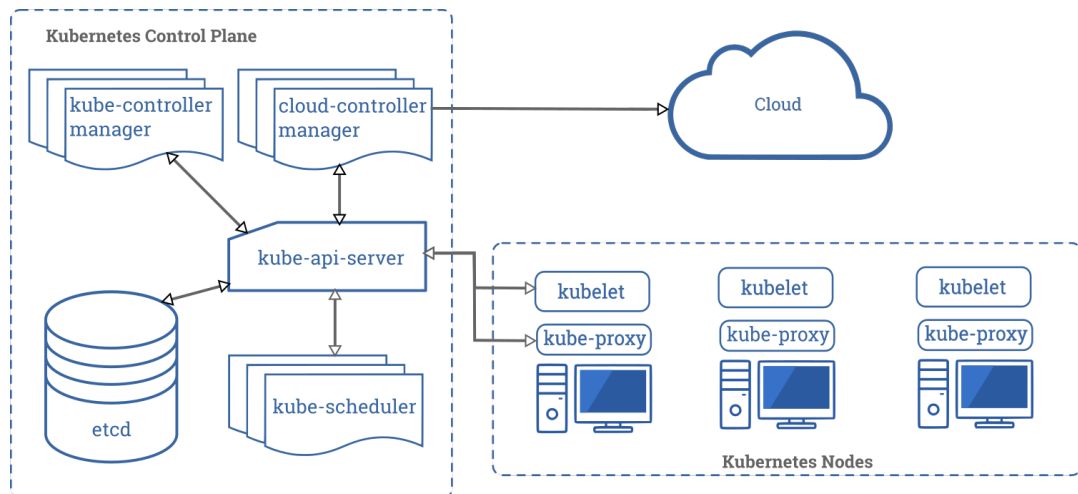 Kubernetes Control Plane
kube-controller
manager
cloud-controller
manager
Cloud
kube-api-server
kubelet
kubelet
kubelet
kube-proxy
kube-proxy
kube-proxy
kube-scheduler
etcd
Kubernetes Nodes